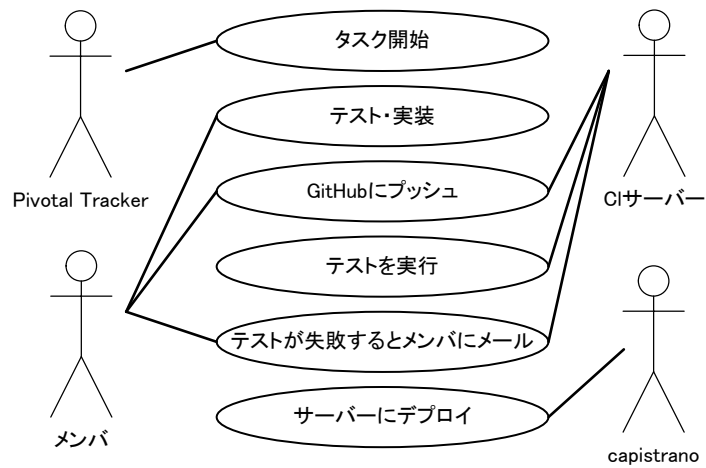 タスク開始
テスト・実装
GitHubにプッシュ
Pivotal Tracker
CIサーバー
テストを実行
テストが失敗するとメンバにメール
サーバーにデプロイ
メンバ
capistrano